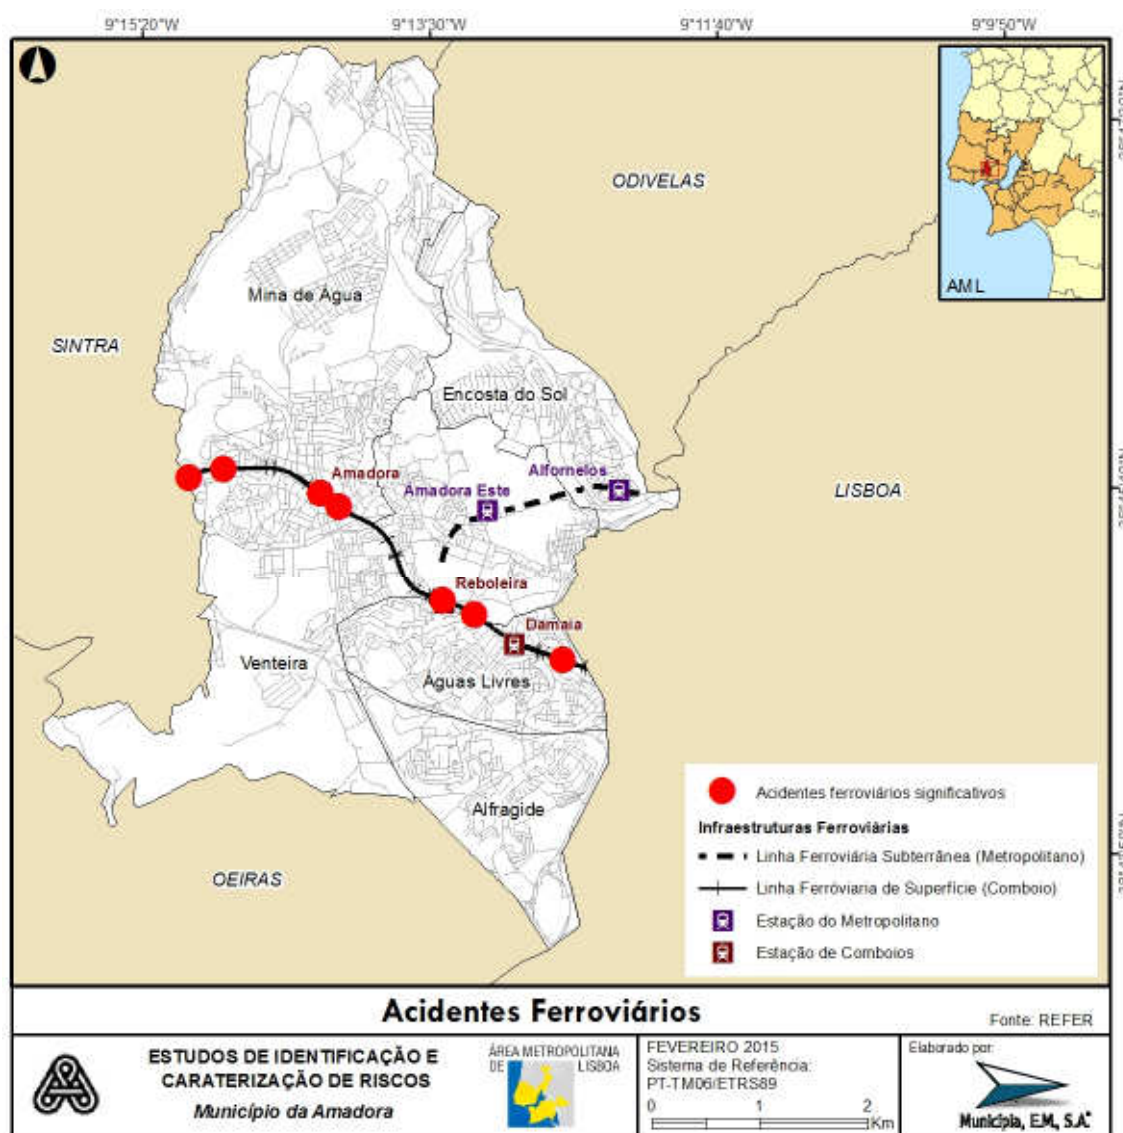 9°15'20"W
9°13'30"W
9°11'40"W
9°9'50"W
ODIVELAS
AML
Mina de Água
SINTRA
Encosta do Sol
Amadora
Alfornelos
Amadora Este
LISBOA
Reboleira
Damaia
Venteira
Águas Livres
Alfragide
OEIRAS
Acidentes ferroviários significativos
Infraestruturas Ferroviárias
Linha Ferroviária Subterrânea (Metropolitano)
Linha Ferróviaria de Superfície (Comboio)
Estação do Metropolitano
Estação de Comboios
Acidentes Ferroviários
Fonte: REFER
ESTUDOS DE IDENTIFICAÇÃO E
CARATERIZAÇÃO DE RISCOS
Município da Amadora
ÁREA METROPOLITANA
DE LISBOA
FEVEREIRO 2015
Sistema de Referência:
PT-TM06/ETRS89
0 1 2
Km
Elaborado por:
Municípia, E.M., S.A.